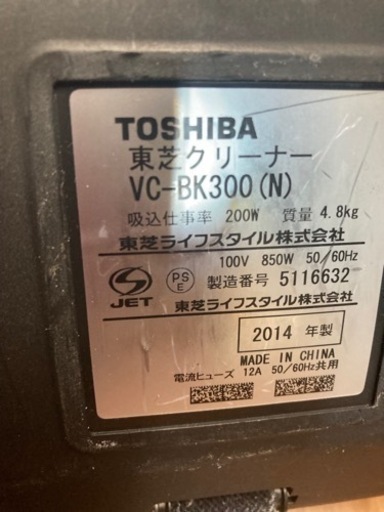 TOSHIBA
東芝クリーナー
VC-BK300(N)
吸込仕事率 200W 質量 4.8kg
東芝ライフスタイル株式会社
100V 850W 50/60Hz
S JET PSE 製造番号 5116632
東芝ライフスタイル株式会社
2014 年製
MADE IN CHINA
電流ヒューズ 12A 50/60Hz共用